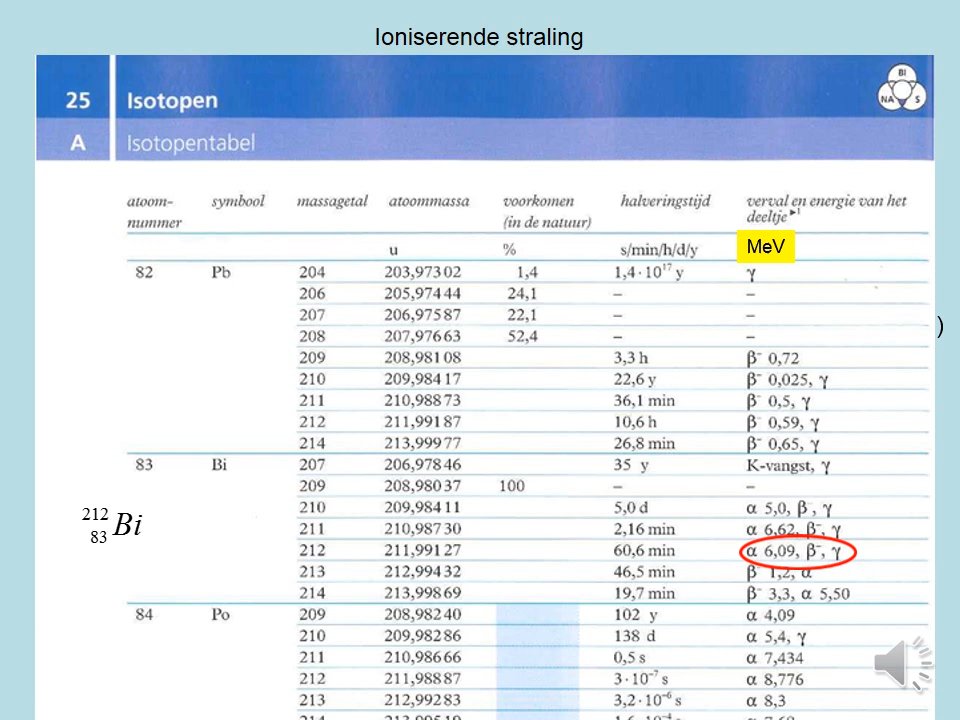 Ioniserende straling
25 Isotopen
BI
NA S
A Isotopentabel
atoom- symbool massagetal atoommassa voorkomen halveringstijd verval en energie van het
nummer (in de natuur) deeltje ►1
u % s/min/h/d/y MeV
82 Pb 204 203,97302 1,4 1,4·10¹⁷ y γ
206 205,97444 24,1 – –
207 206,97587 22,1 – –
208 207,97663 52,4 – –
)
209 208,98108 3,3 h β⁻ 0,72
210 209,98417 22,6 y β⁻ 0,025, γ
211 210,98873 36,1 min β⁻ 0,5, γ
212 211,99187 10,6 h β⁻ 0,59, γ
214 213,99977 26,8 min β⁻ 0,65, γ
83 Bi 207 206,97846 35 y K-vangst, γ
209 208,98037 100 – –
210 209,98411 5,0 d α 5,0, β⁻, γ
211 210,98730 2,16 min α 6,62, β⁻, γ
²¹²₈₃Bi
212 211,99127 60,6 min α 6,09, β⁻, γ
213 212,99432 46,5 min β⁻ 1,2, α
214 213,99869 19,7 min β⁻ 3,3, α 5,50
84 Po 209 208,98240 102 y α 4,09
210 209,98286 138 d α 5,4, γ
211 210,98666 0,5 s α 7,434
212 211,98887 3·10⁻⁷ s α 8,776
213 212,99283 3,2·10⁻⁶ s α 8,3